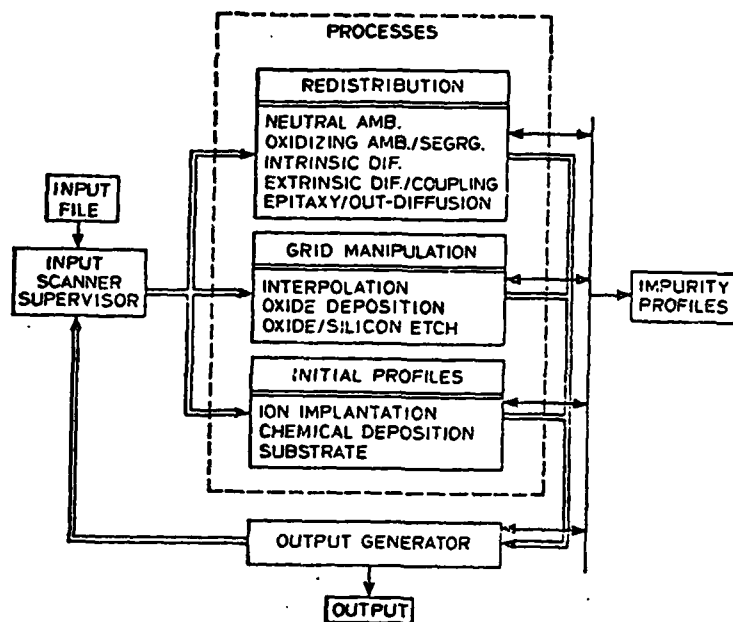 PROCESSES
REDISTRIBUTION
NEUTRAL AMB.
OXIDIZING AMB./SEGRG.
INTRINSIC DIF.
EXTRINSIC DIF./COUPLING
EPITAXY/OUT-DIFFUSION
INPUT
FILE
INPUT
SCANNER
SUPERVISOR
GRID MANIPULATION
INTERPOLATION
OXIDE DEPOSITION
OXIDE/SILICON ETCH
IMPURITY
PROFILES
INITIAL PROFILES
ION IMPLANTATION
CHEMICAL DEPOSITION
SUBSTRATE
OUTPUT GENERATOR
OUTPUT